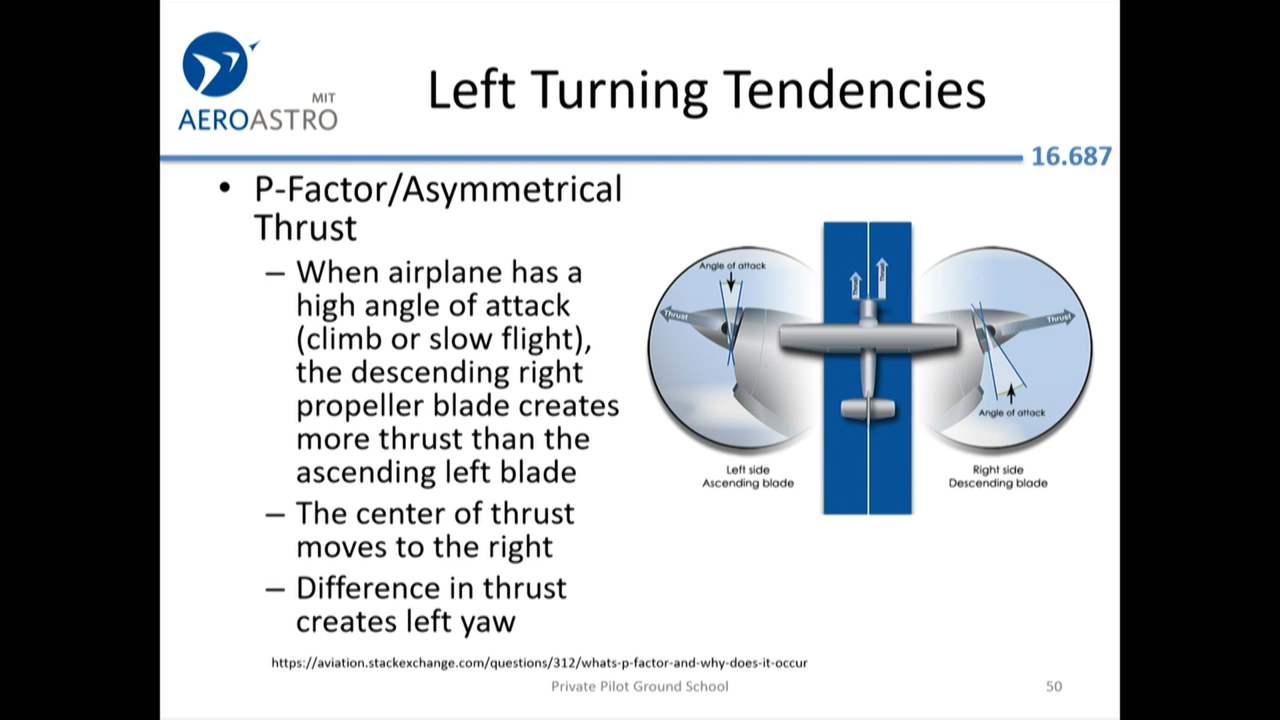 MIT
AEROASTRO
Left Turning Tendencies
16.687
• P-Factor/Asymmetrical
Thrust
– When airplane has a
high angle of attack
(climb or slow flight),
the descending right
propeller blade creates
more thrust than the
ascending left blade
– The center of thrust
moves to the right
– Difference in thrust
creates left yaw
Angle of attack
Thrust
Left side
Ascending blade
Thrust
Thrust
Thrust
Angle of attack
Right side
Descending blade
https://aviation.stackexchange.com/questions/312/whats-p-factor-and-why-does-it-occur
Private Pilot Ground School
50